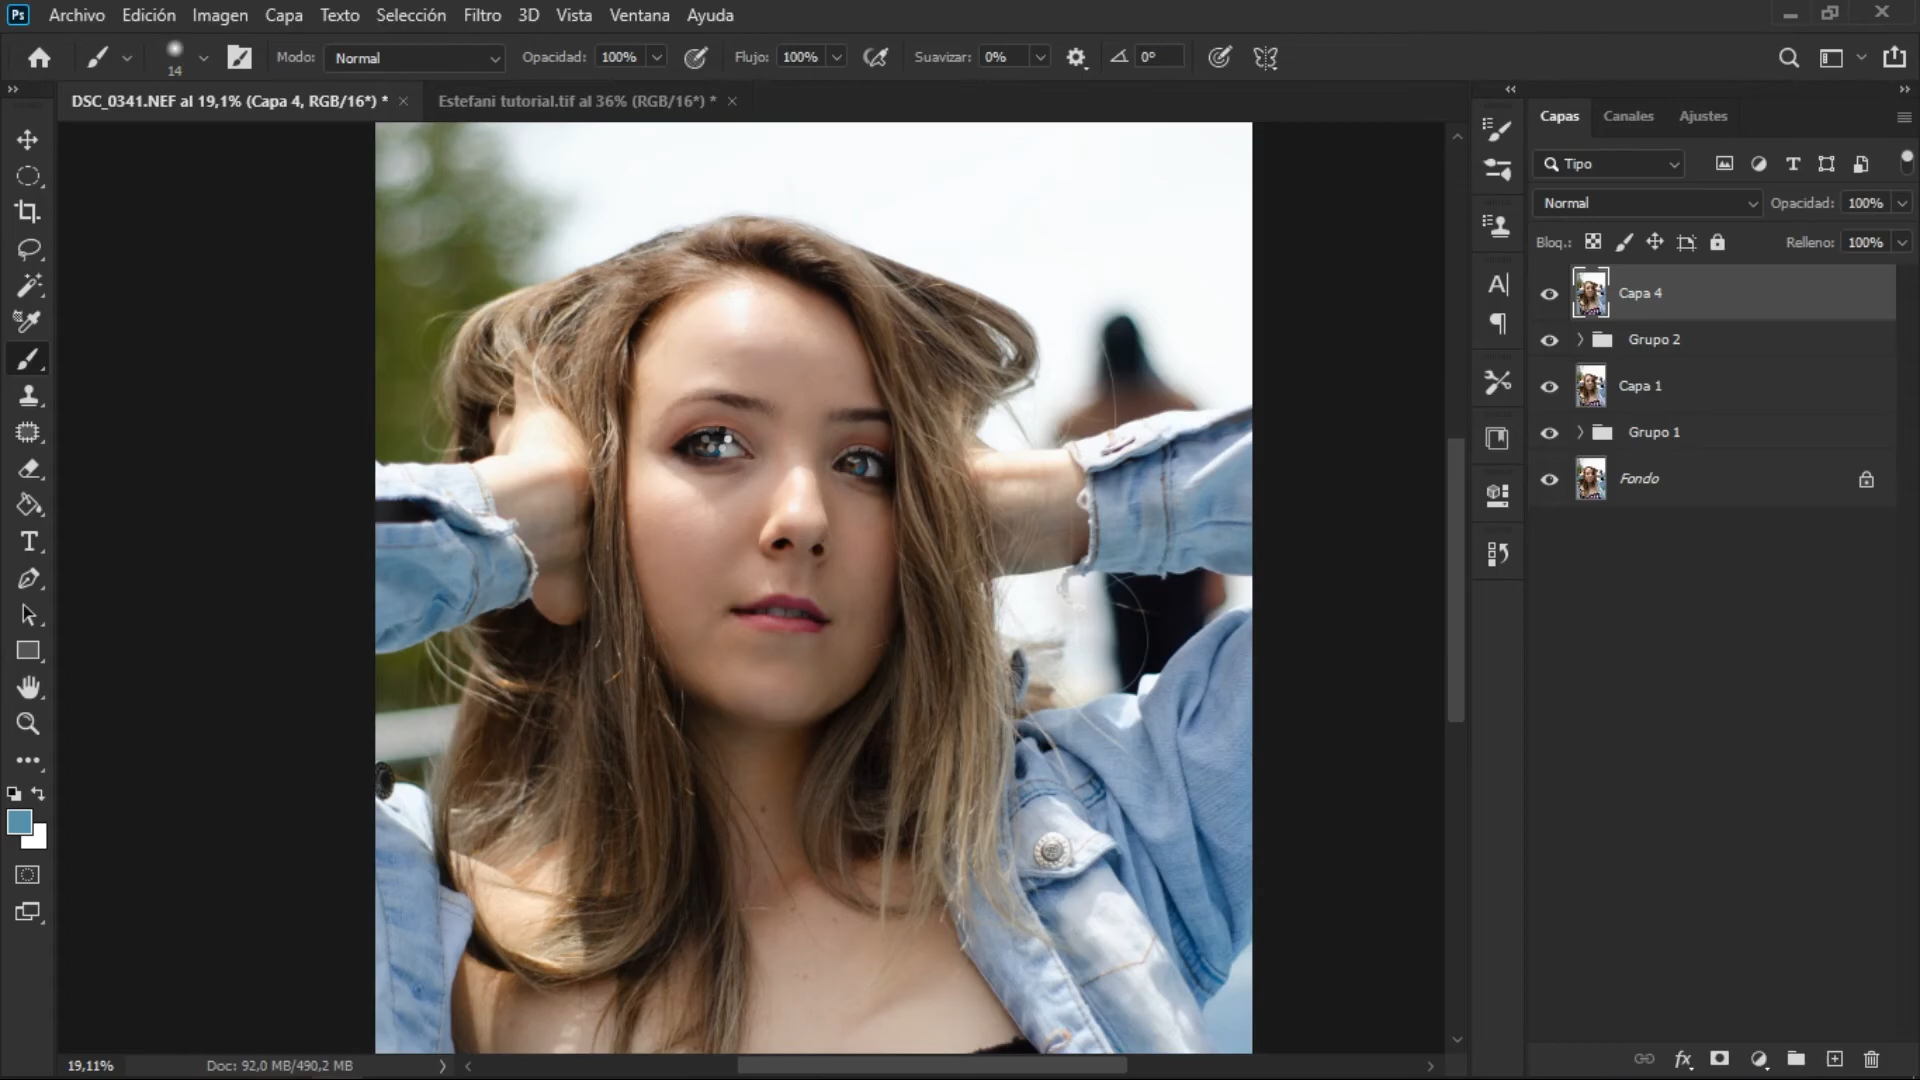 Ps Archivo Edición Imagen Capa Texto Selección Filtro 3D Vista Ventana Ayuda
14 Modo: Normal Opacidad: 100% Flujo: 100% Suavizar: 0% 0°
DSC_0341.NEF al 19,1% (Capa 4, RGB/16*) * Estefani tutorial.tif al 36% (RGB/16*) *
Capas Canales Ajustes
Tipo
Normal Opacidad: 100%
Bloq.: Relleno: 100%
Capa 4
Grupo 2
Capa 1
Grupo 1
Fondo
19,11% Doc: 92,0 MB/490,2 MB